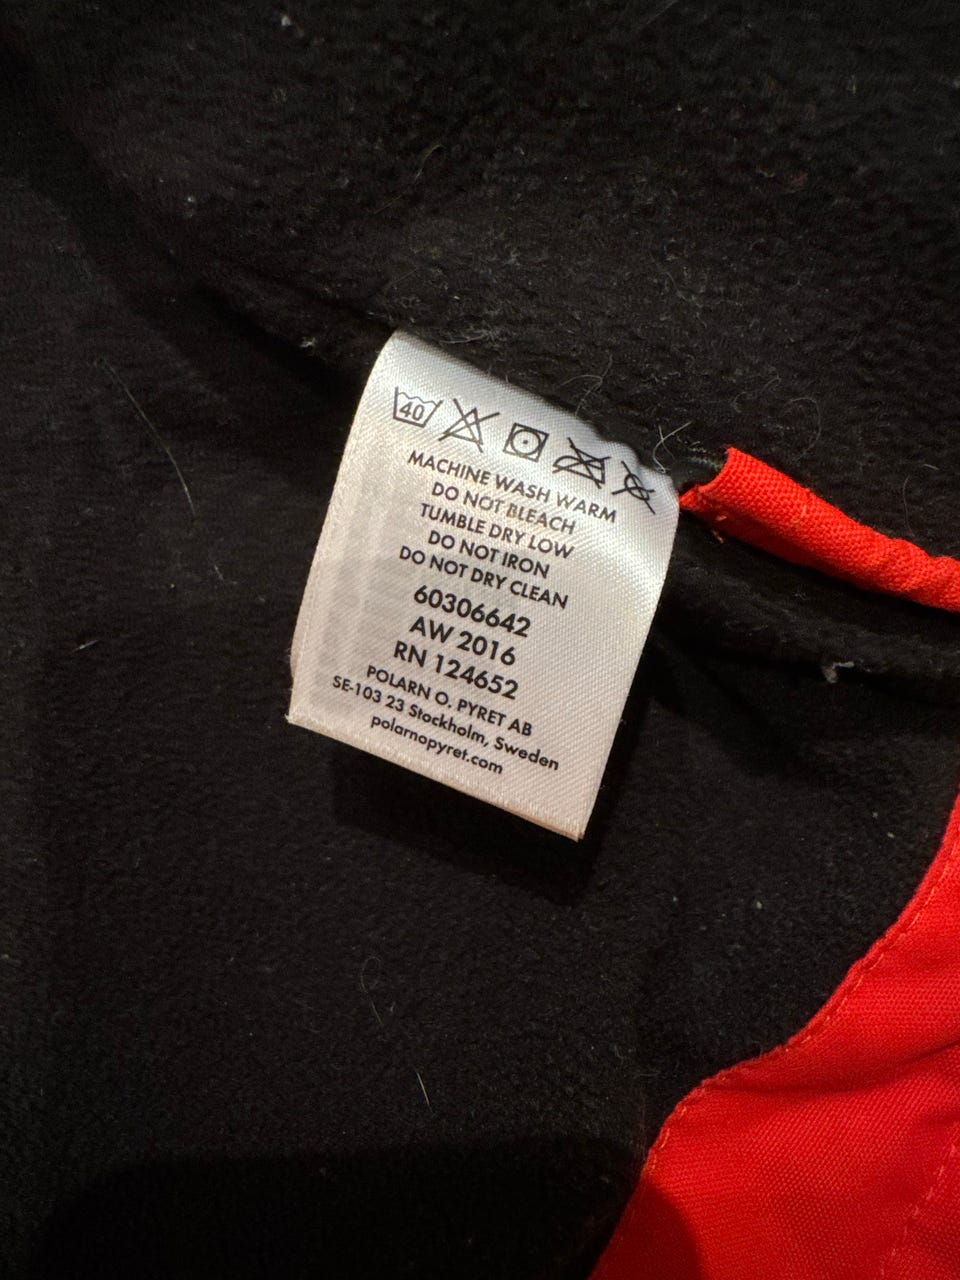 40
MACHINE WASH WARM
DO NOT BLEACH
TUMBLE DRY LOW
DO NOT IRON
DO NOT DRY CLEAN
60306642
AW 2016
RN 124652
POLARN O. PYRET AB
SE-103 23 Stockholm, Sweden
polarnopyret.com